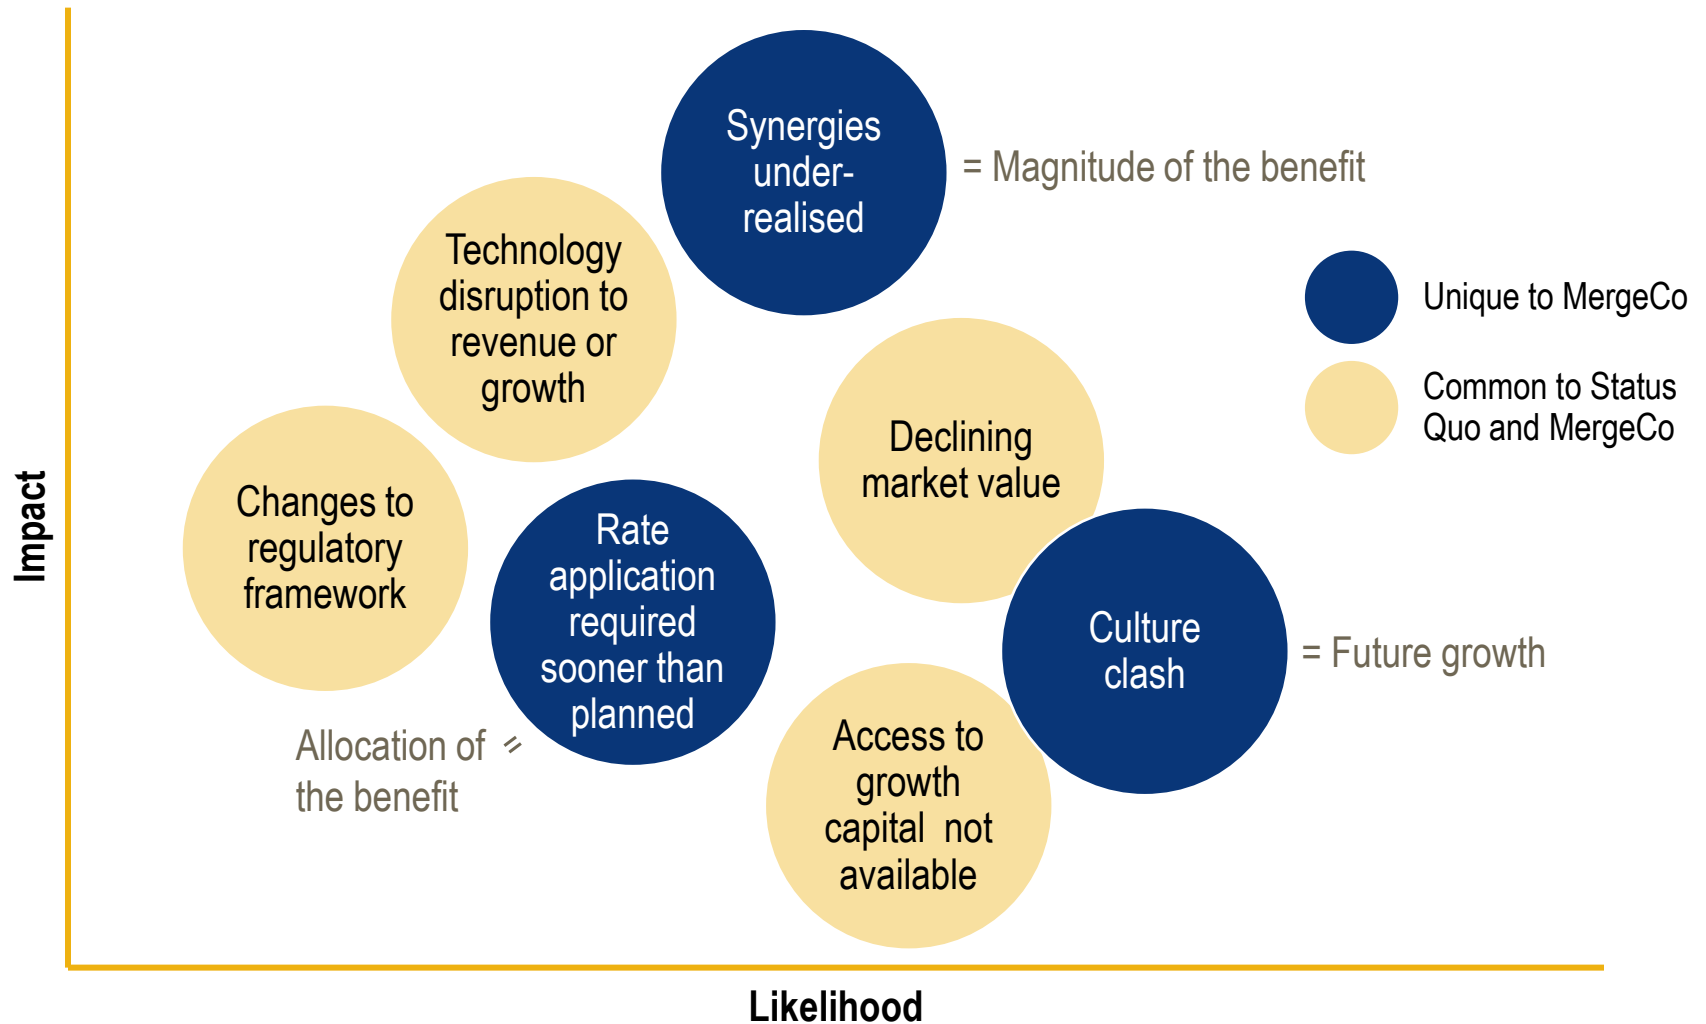 Synergies
under-
realised
= Magnitude of the benefit
Technology
disruption to
revenue or
growth
Unique to MergeCo
Common to Status
Quo and MergeCo
Declining
market value
Changes to
regulatory
framework
Rate
application
required
sooner than
planned
Culture
clash
= Future growth
Allocation of =
the benefit
Access to
growth
capital  not
available
Impact
Likelihood